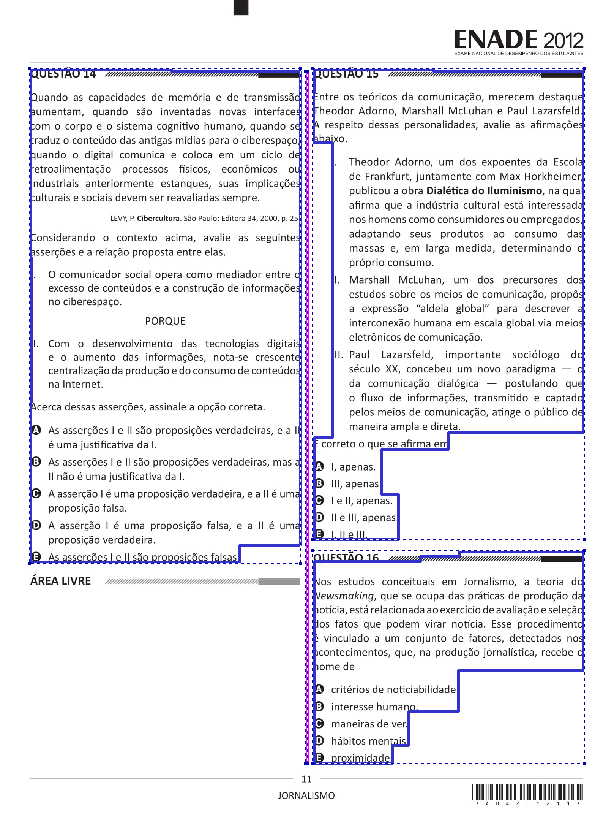 ENADE 2012
EXAME NACIONAL DE DESEMPENHO DOS ESTUDANTES
QUESTÃO 14
Quando as capacidades de memória e de transmissão
aumentam, quando são inventadas novas interfaces
com o corpo e o sistema cognitivo humano, quando se
traduz o conteúdo das antigas mídias para o ciberespaço,
quando o digital comunica e coloca em um ciclo de
retroalimentação processos físicos, econômicos ou
industriais anteriormente estanques, suas implicações
culturais e sociais devem ser reavaliadas sempre.
LEVY, P. Cibercultura. São Paulo: Editora 34, 2000, p. 25.
Considerando o contexto acima, avalie as seguintes
asserções e a relação proposta entre elas.
I. O comunicador social opera como mediador entre o
excesso de conteúdos e a construção de informações
no ciberespaço.
PORQUE
II. Com o desenvolvimento das tecnologias digitais
e o aumento das informações, nota-se crescente
centralização da produção e do consumo de conteúdos
na Internet.
Acerca dessas asserções, assinale a opção correta.
A As asserções I e II são proposições verdadeiras, e a II
é uma justificativa da I.
B As asserções I e II são proposições verdadeiras, mas a
II não é uma justificativa da I.
C A asserção I é uma proposição verdadeira, e a II é uma
proposição falsa.
D A asserção I é uma proposição falsa, e a II é uma
proposição verdadeira.
E As asserções I e II são proposições falsas.
ÁREA LIVRE
QUESTÃO 15
Entre os teóricos da comunicação, merecem destaque
Theodor Adorno, Marshall McLuhan e Paul Lazarsfeld.
A respeito dessas personalidades, avalie as afirmações
abaixo.
I. Theodor Adorno, um dos expoentes da Escola
de Frankfurt, juntamente com Max Horkheimer,
publicou a obra Dialética do Iluminismo, na qual
afirma que a indústria cultural está interessada
nos homens como consumidores ou empregados,
adaptando seus produtos ao consumo das
massas e, em larga medida, determinando o
próprio consumo.
II. Marshall McLuhan, um dos precursores dos
estudos sobre os meios de comunicação, propôs
a expressão “aldeia global” para descrever a
interconexão humana em escala global via meios
eletrônicos de comunicação.
III. Paul Lazarsfeld, importante sociólogo do
século XX, concebeu um novo paradigma — o
da comunicação dialógica — postulando que
o fluxo de informações, transmitido e captado
pelos meios de comunicação, atinge o público de
maneira ampla e direta.
É correto o que se afirma em
A I, apenas.
B III, apenas.
C I e II, apenas.
D II e III, apenas.
E I, II e III.
QUESTÃO 16
Nos estudos conceituais em Jornalismo, a teoria do
Newsmaking, que se ocupa das práticas de produção da
notícia, está relacionada ao exercício de avaliação e seleção
dos fatos que podem virar notícia. Esse procedimento
é vinculado a um conjunto de fatores, detectados nos
acontecimentos, que, na produção jornalística, recebe o
nome de
A critérios de noticiabilidade.
B interesse humano.
C maneiras de ver.
D hábitos mentais.
E proximidade.
11
JORNALISMO